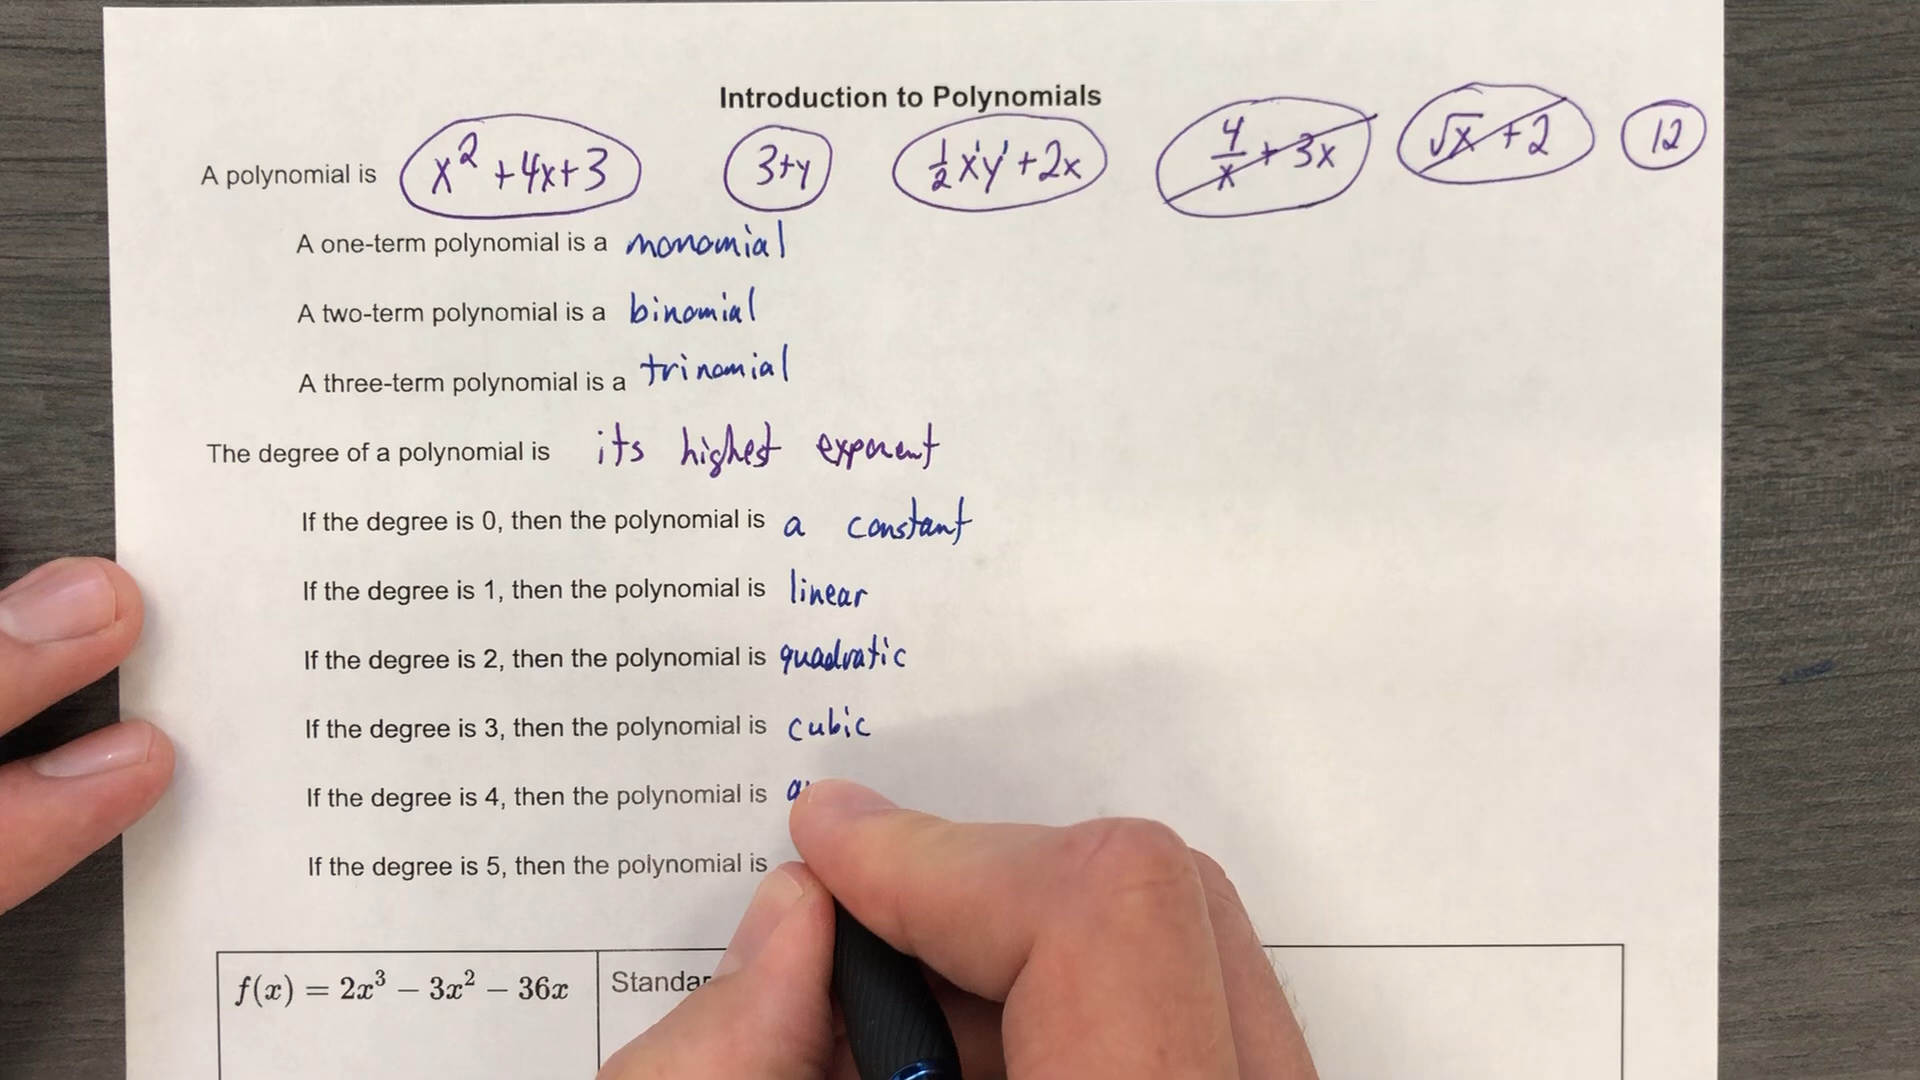 Introduction to Polynomials
A polynomial is x² + 4x + 3 3 + y ½x¹y¹ + 2x 4/x + 3x √x + 2 12
A one-term polynomial is a monomial
A two-term polynomial is a binomial
A three-term polynomial is a trinomial
The degree of a polynomial is its highest exponent
If the degree is 0, then the polynomial is a constant
If the degree is 1, then the polynomial is linear
If the degree is 2, then the polynomial is quadratic
If the degree is 3, then the polynomial is cubic
If the degree is 4, then the polynomial is
If the degree is 5, then the polynomial is
f(x) = 2x³ − 3x² − 36x